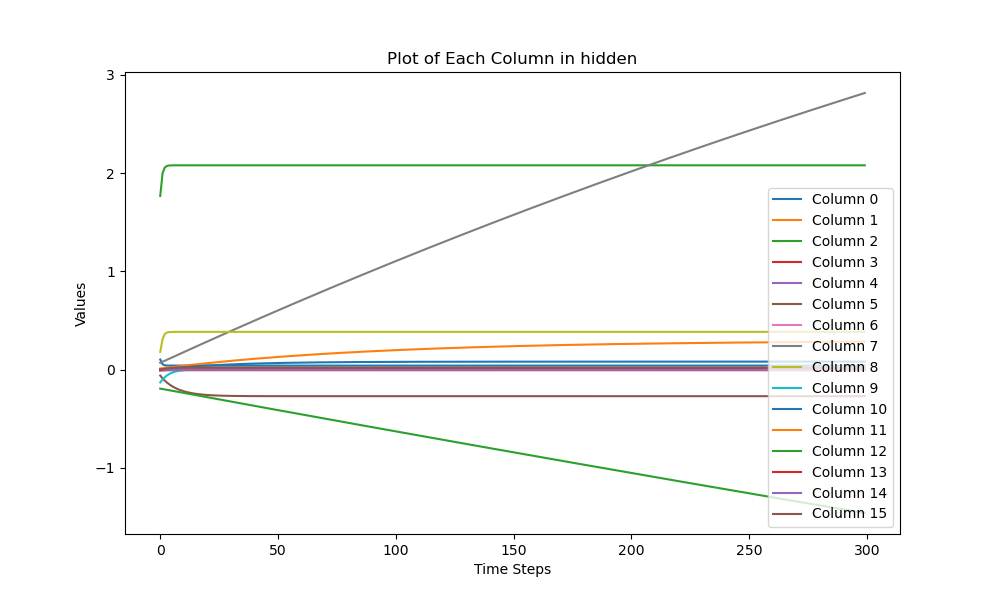 Plot of Each Column in hidden
3
2
1
0
−1
Values
0
50
100
150
200
250
300
Time Steps
Column 0
Column 1
Column 2
Column 3
Column 4
Column 5
Column 6
Column 7
Column 8
Column 9
Column 10
Column 11
Column 12
Column 13
Column 14
Column 15